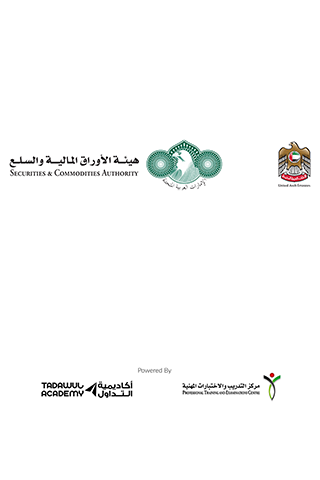 هيئة الأوراق المالية والسلع
SECURITIES & COMMODITIES AUTHORITY
الإمارات العربية المتحدة
United Arab Emirates
Powered By
TADAWUL
ACADEMY
أكاديمية
التداول
مركز التدريب والاختبارات المهنية
PROFESSIONAL TRAINING AND EXAMINATIONS CENTRE